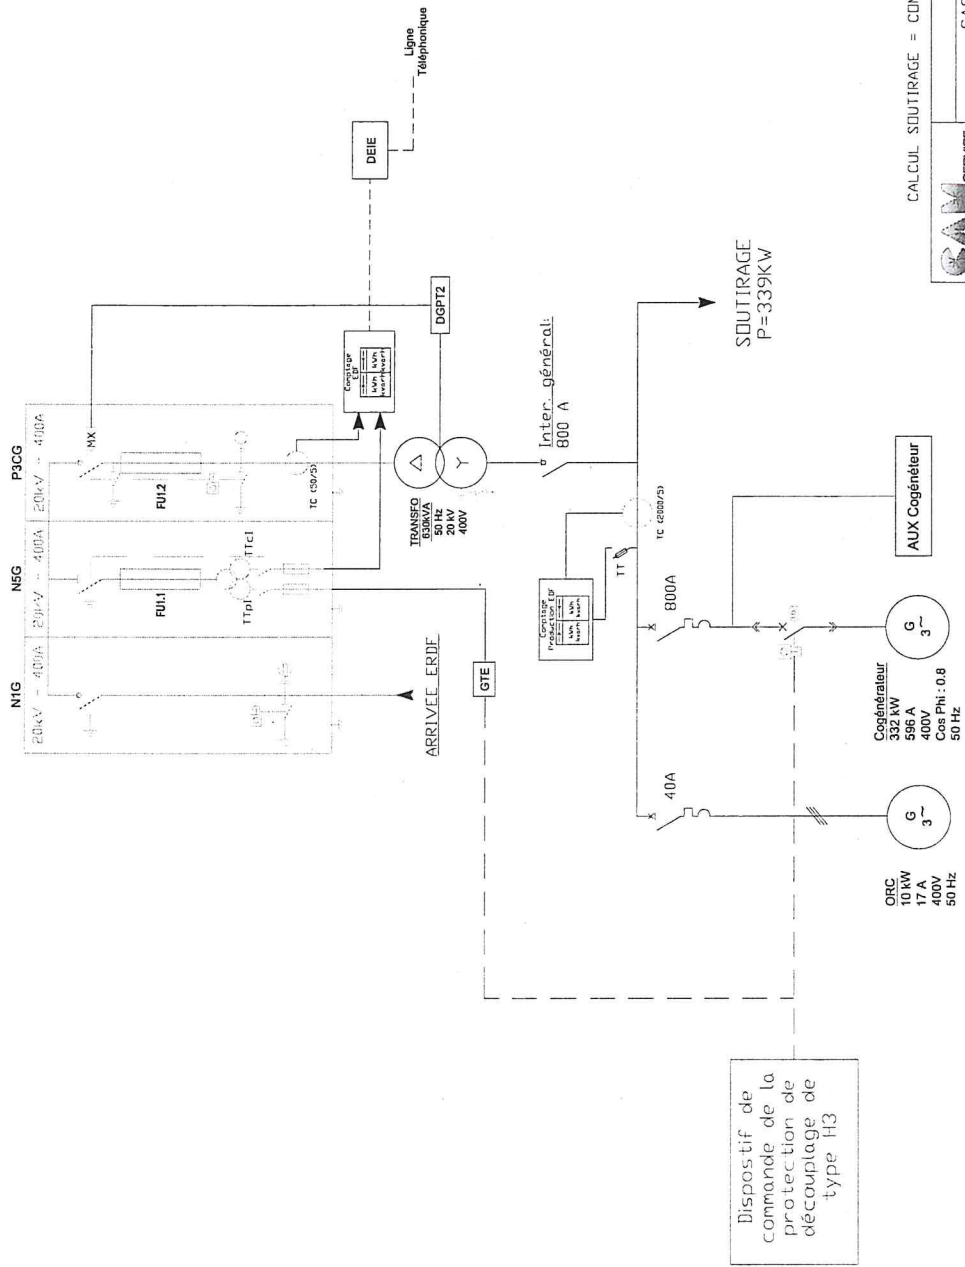 N1G
N5G
P3CG
20kV - 400A
20kV - 400A
20kV - 400A
MX
FU1.1
FU1.2
TTpI
TTcI
TC (50/5)
ARRIVEE ERDF
GTE
Comptage
EDF
kWh kWh
kvarh kvarh
DEIE
Ligne
Téléphonique
DGPT2
TRANSFO
630kVA
50 Hz
20 kV
400V
Inter. général:
800 A
SOUTIRAGE
P=339KW
Comptage
Production EDF
kWh kWh
kvarh kvarh
TT
TC (2000/5)
40A
800A
AUX Cogénéteur
ORC
10 kW
17 A
400V
50 Hz
G
3~
Cogénérateur
332 kW
596 A
400V
Cos Phi : 0.8
50 Hz
G
3~
Dispostif de
commande de la
protection de
découplage de
type H3
CALCUL SOUTIRAGE =
CAM